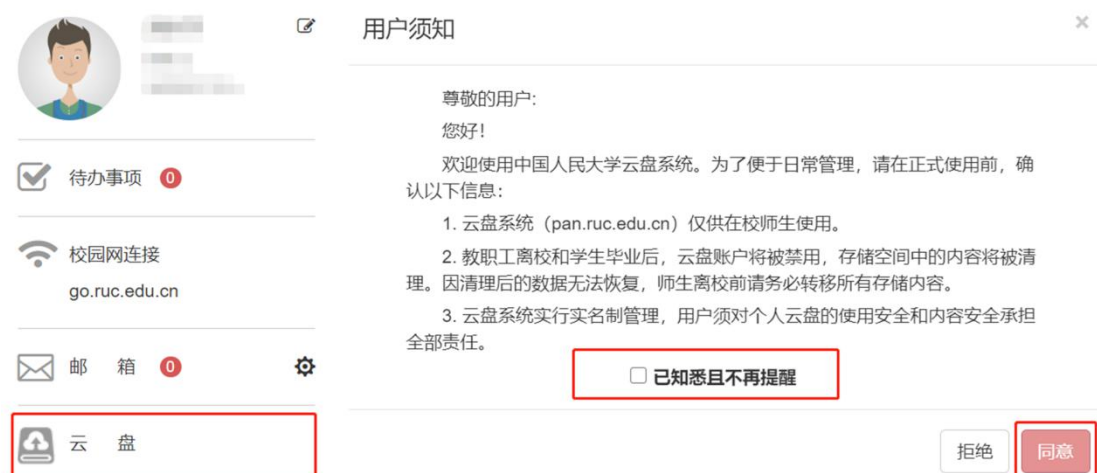 待办事项 0
校园网连接
go.ruc.edu.cn
邮 箱 0
云 盘
用户须知 ×
尊敬的用户:
您好!
欢迎使用中国人民大学云盘系统。为了便于日常管理，请在正式使用前，确
认以下信息:
1. 云盘系统（pan.ruc.edu.cn）仅供在校师生使用。
2. 教职工离校和学生毕业后，云盘账户将被禁用，存储空间中的内容将被清
理。因清理后的数据无法恢复，师生离校前请务必转移所有存储内容。
3. 云盘系统实行实名制管理，用户须对个人云盘的使用安全和内容安全承担
全部责任。
已知悉且不再提醒
拒绝 同意